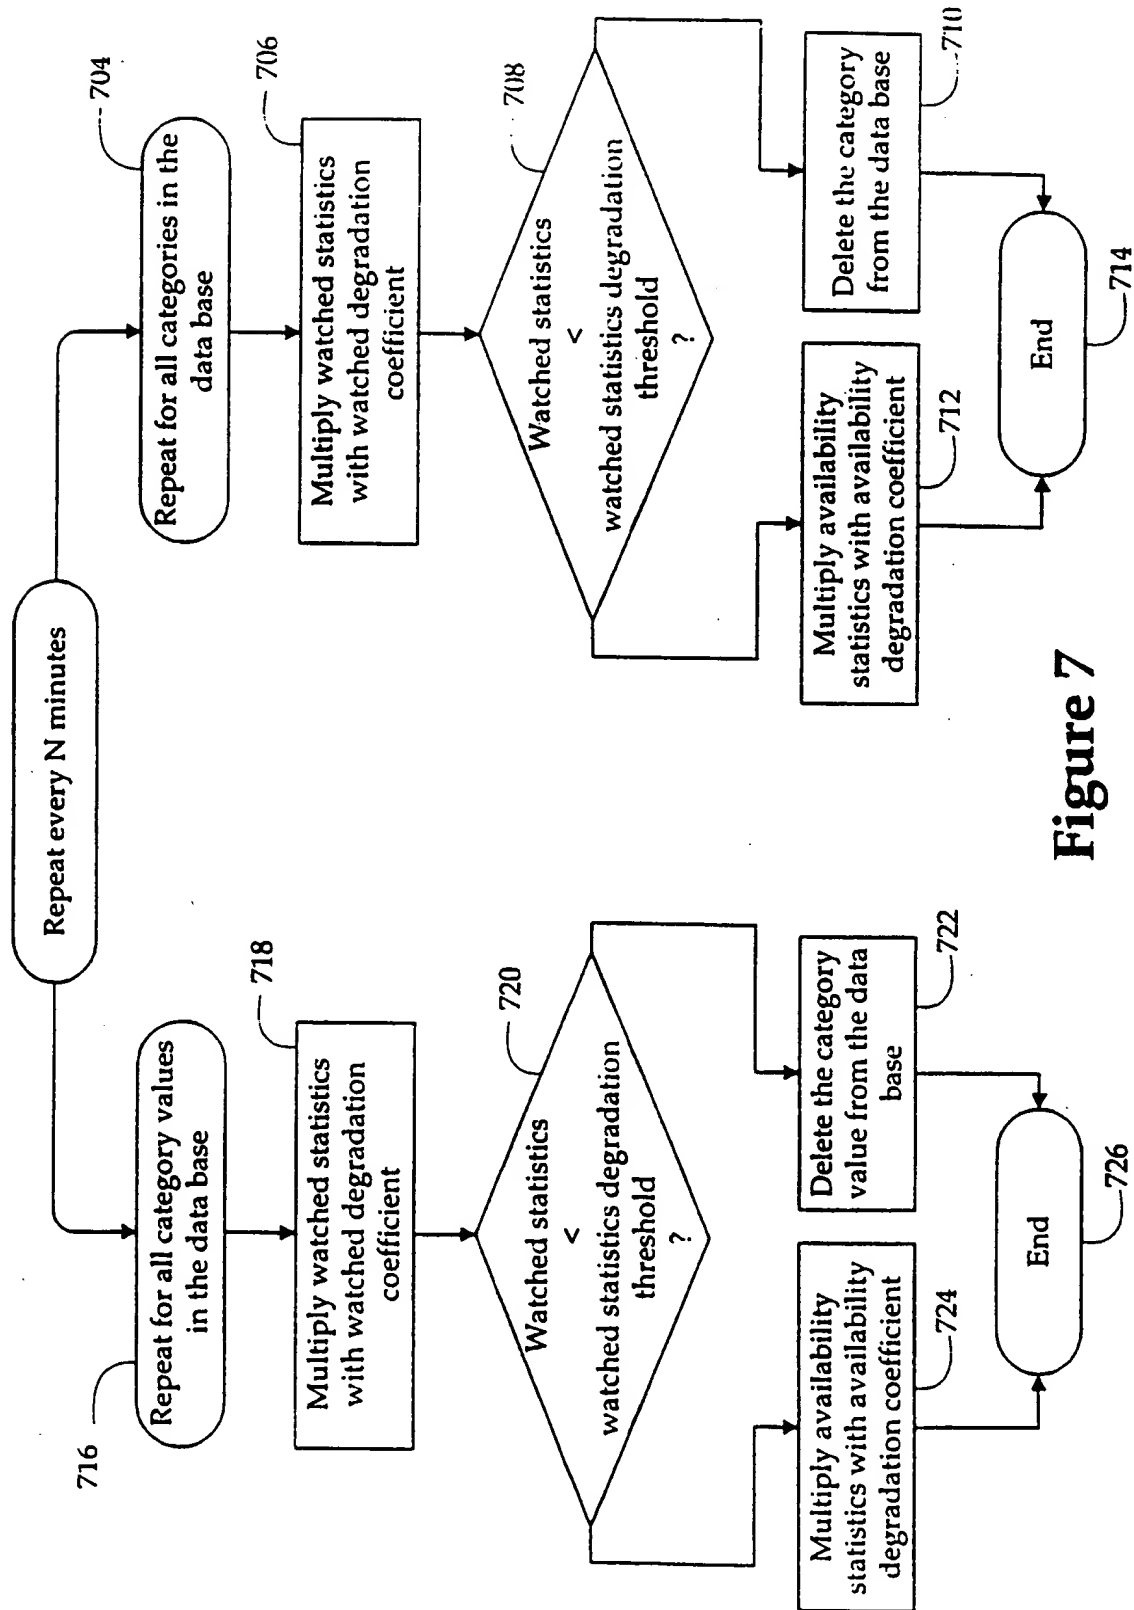 Repeat every N minutes
716
Repeat for all category values
in the data base
718
Multiply watched statistics
with watched degradation
coefficient
720
Watched statistics
<
watched statistics degradation
threshold
?
Multiply availability
statistics with availability
degradation coefficient
724
Delete the category
value from the data
base
722
End
726
704
Repeat for all categories in the
data base
706
Multiply watched statistics
with watched degradation
coefficient
708
Watched statistics
<
watched statistics degradation
threshold
?
Multiply availability
statistics with availability
degradation coefficient
712
Delete the category
from the data base
710
End
714
Figure 7